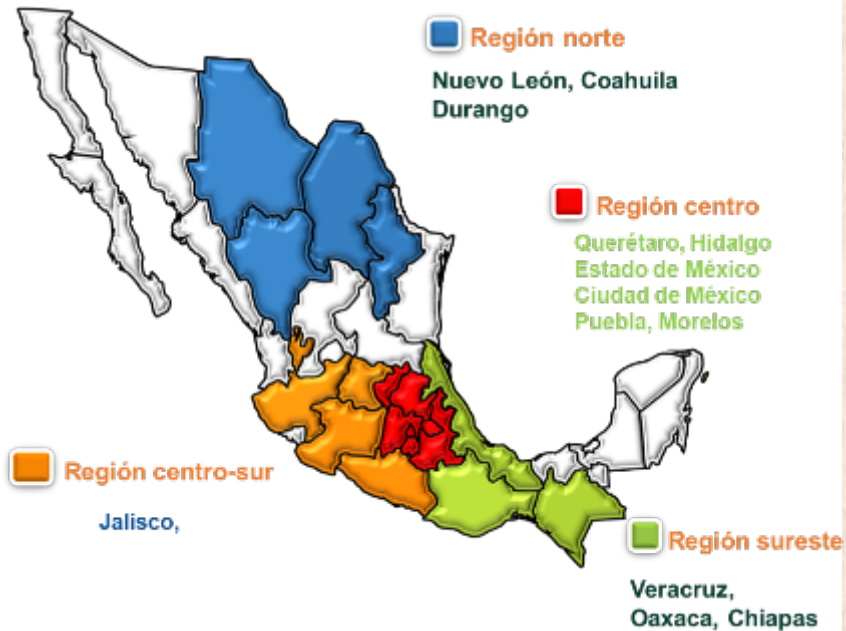 Región norte
Nuevo León, Coahuila
Durango
Región centro
Querétaro, Hidalgo
Estado de México
Ciudad de México
Puebla, Morelos
Región centro-sur
Jalisco,
Región sureste
Veracruz,
Oaxaca, Chiapas